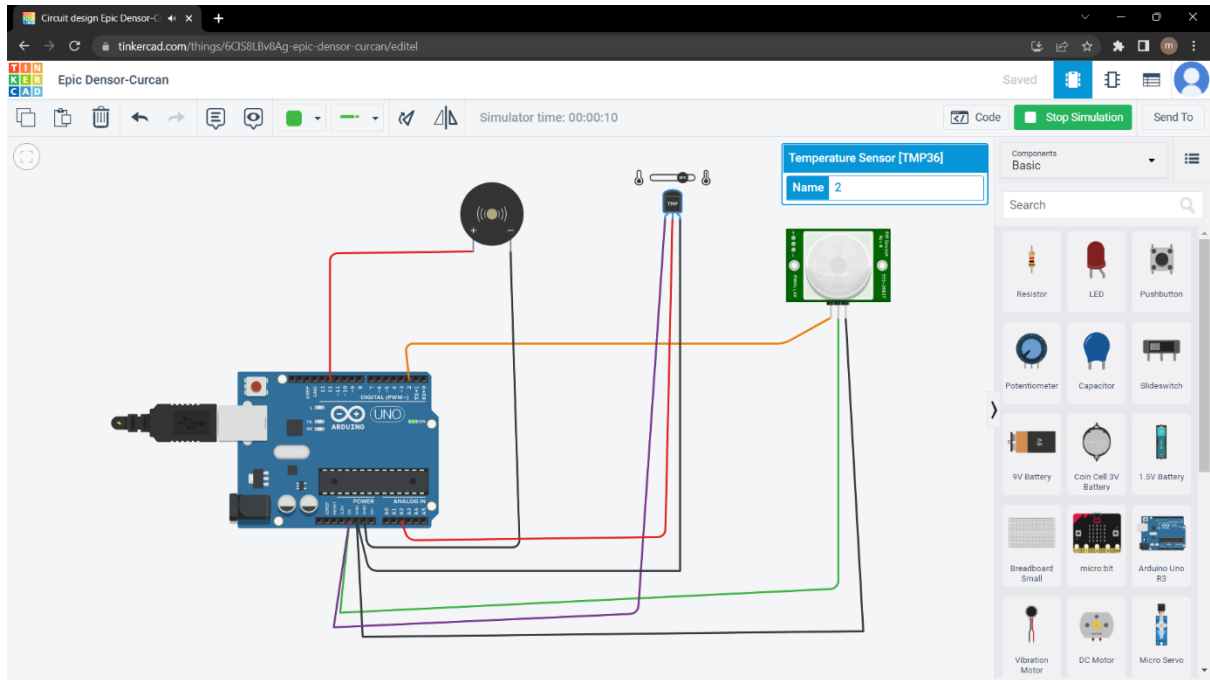 Circuit design Epic Densor-C
tinkercad.com/things/6CIS8LBv8Ag-epic-densor-curcan/editel
m
TIN
KER
CAD
Epic Densor-Curcan
Saved
Simulator time: 00:00:10
Code
Stop Simulation
Send To
Temperature Sensor [TMP36]
Name 2
Components
Basic
Search
TMP
Resistor
LED
Pushbutton
Potentiometer
Capacitor
Slideswitch
9V Battery
Coin Cell 3V
Battery
1.5V Battery
Breadboard
Small
micro:bit
Arduino Uno
R3
Vibration
Motor
DC Motor
Micro Servo
DIGITAL (PWM~)
UNO
ARDUINO
POWER
ANALOG IN